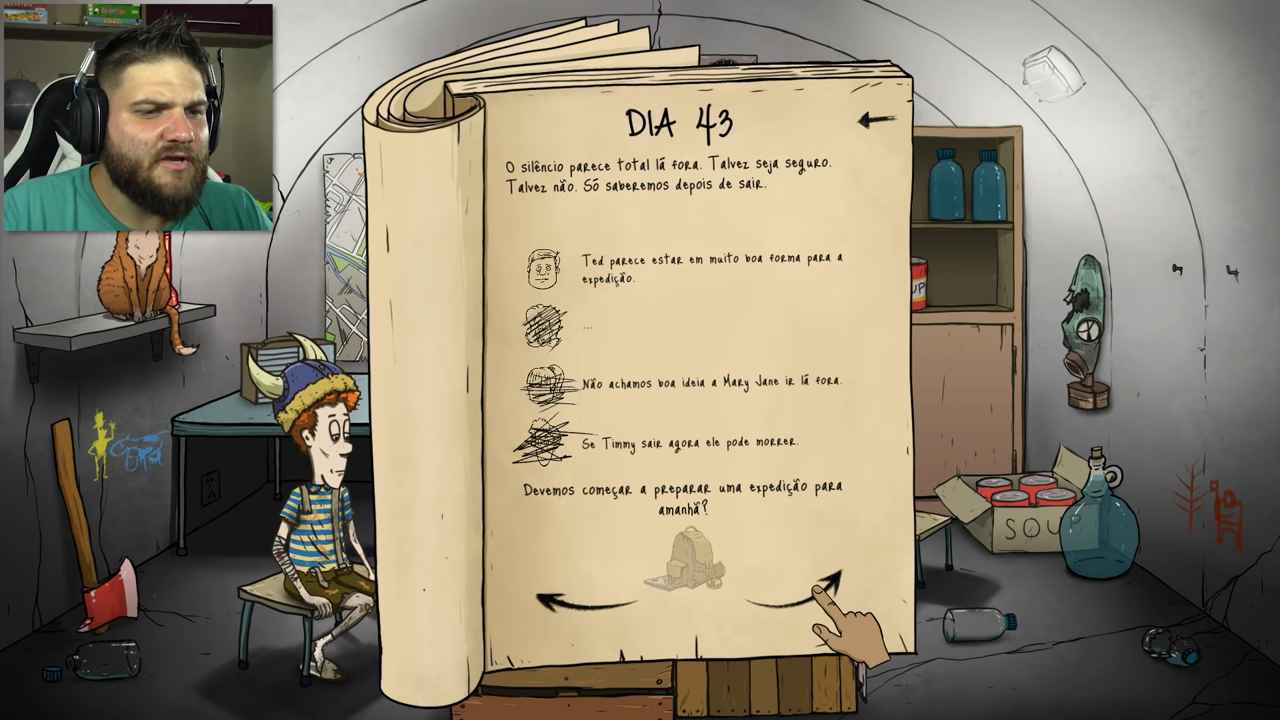 DIA 43
O silêncio parece total lá fora. Talvez seja seguro.
Talvez não. Só saberemos depois de sair.
Ted parece estar em muito boa forma para a
expedição.
...
Não achamos boa ideia a Mary Jane ir lá fora.
Se Timmy sair agora ele pode morrer.
Devemos começar a preparar uma expedição para
amanhã?
UP
SOUP